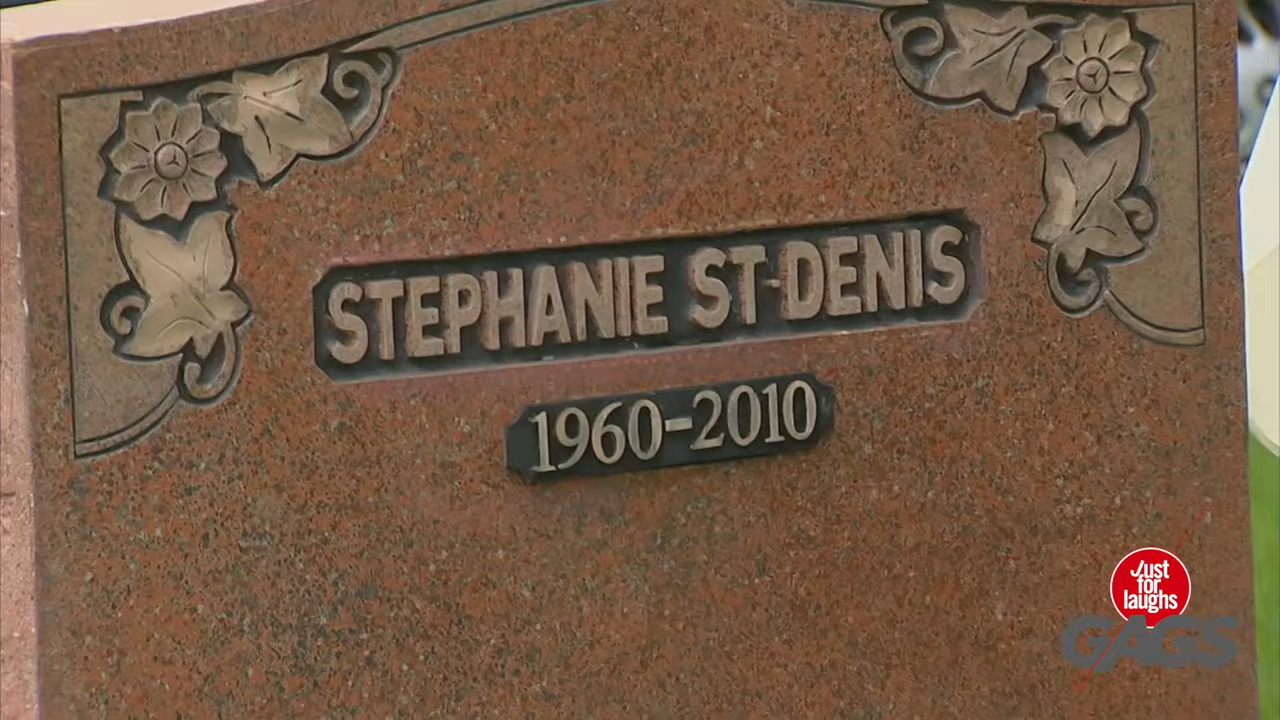 STEPHANIE ST-DENIS
1960-2010
Just
for
laughs
GAGS